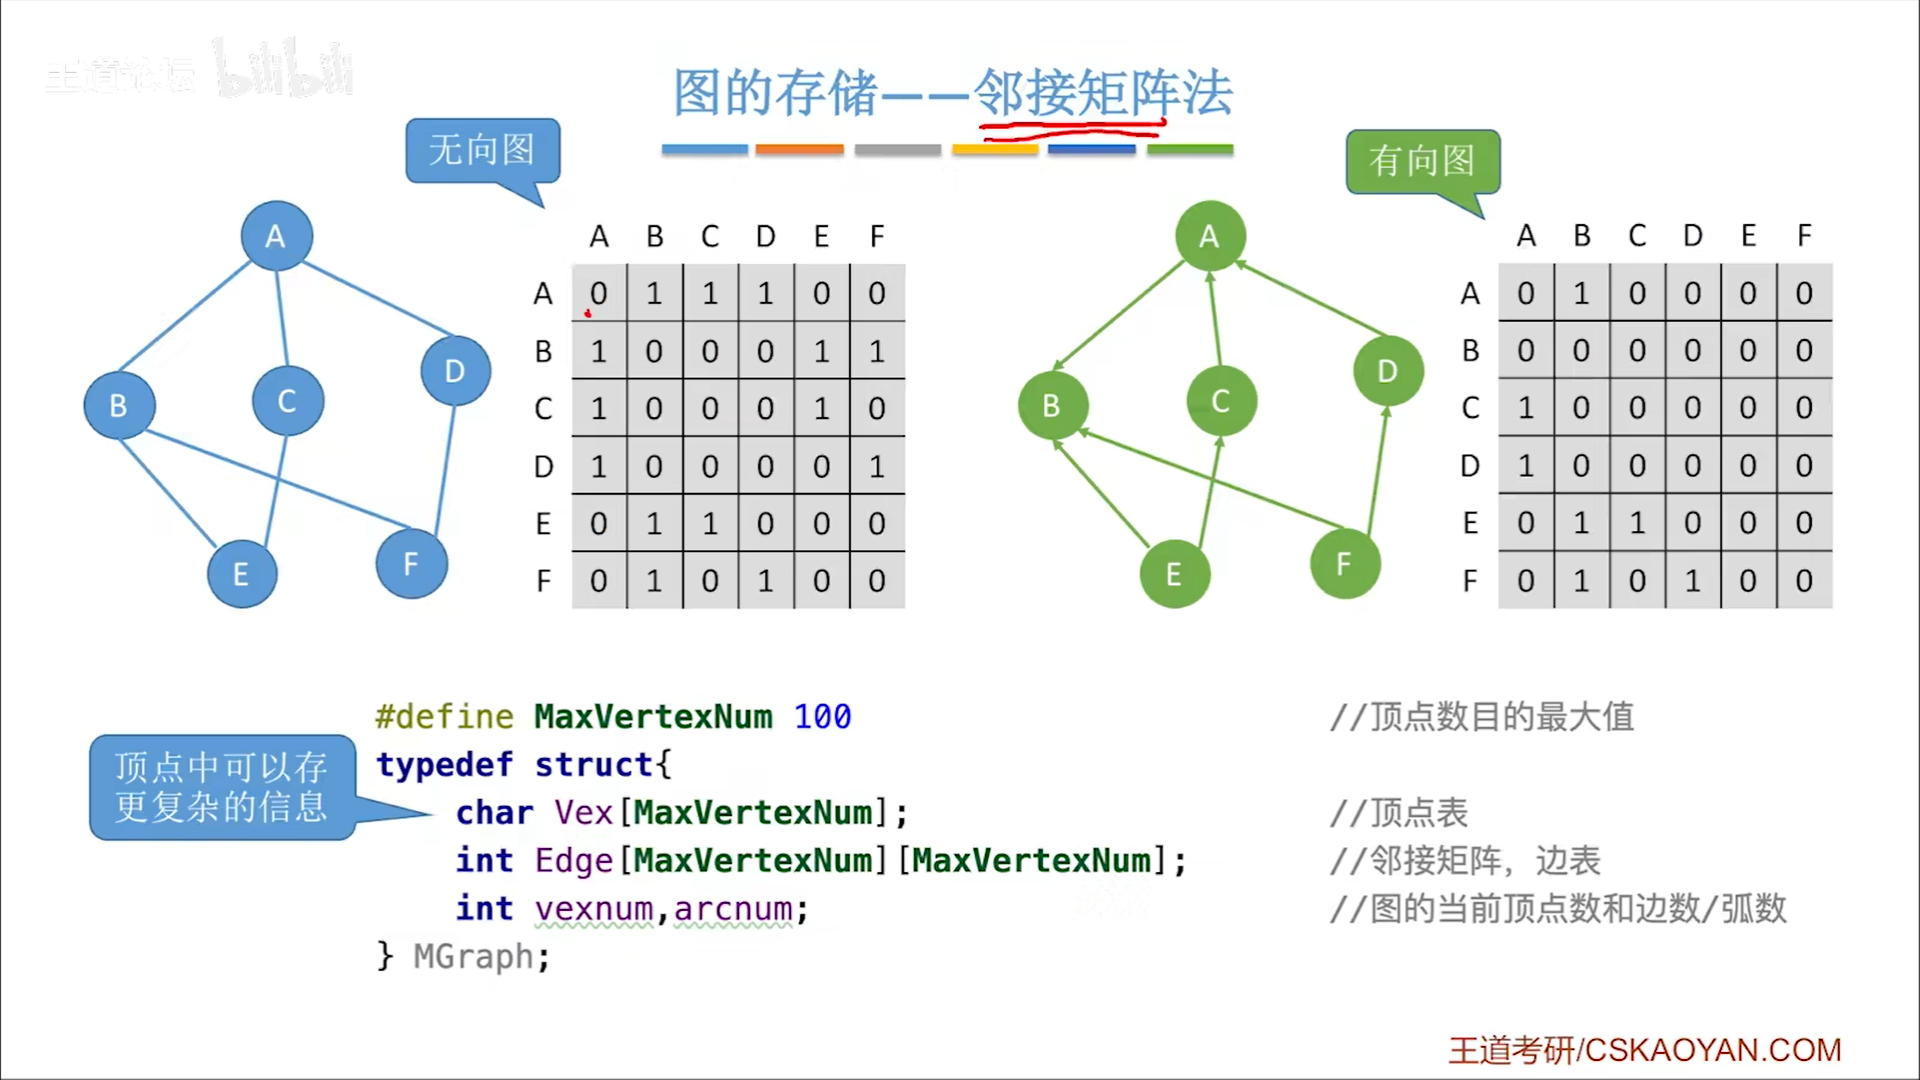 王道论坛 bilibili
图的存储——邻接矩阵法
无向图
A
B
C
D
E
F
A B C D E F
A 0 1 1 1 0 0
B 1 0 0 0 1 1
C 1 0 0 0 1 0
D 1 0 0 0 0 1
E 0 1 1 0 0 0
F 0 1 0 1 0 0
有向图
A
B
C
D
E
F
A B C D E F
A 0 1 0 0 0 0
B 0 0 0 0 0 0
C 1 0 0 0 0 0
D 1 0 0 0 0 0
E 0 1 1 0 0 0
F 0 1 0 1 0 0
顶点中可以存
更复杂的信息
#define MaxVertexNum 100 //顶点数目的最大值
typedef struct{
char Vex[MaxVertexNum]; //顶点表
int Edge[MaxVertexNum][MaxVertexNum]; //邻接矩阵，边表
int vexnum,arcnum; //图的当前顶点数和边数/弧数
} MGraph;
王道考研/CSKAOYAN.COM